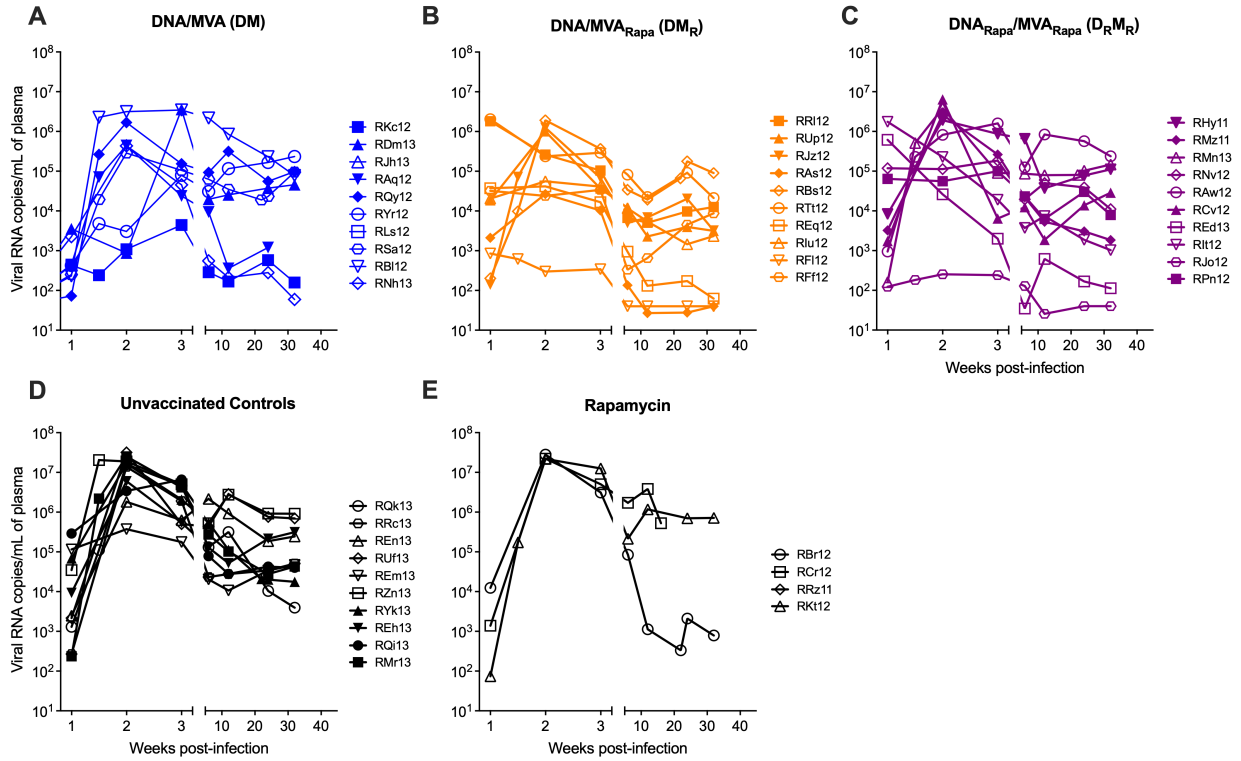 A
DNA/MVA (DM)
Viral RNA copies/mL of plasma
10⁸
10⁷
10⁶
10⁵
10⁴
10³
10²
10¹
1 2 3 10 20 30 40
RKc12
RDm13
RJh13
RAq12
RQy12
RYr12
RLs12
RSa12
RBl12
RNh13
B
DNA/MVARapa (DMR)
10⁸
10⁷
10⁶
10⁵
10⁴
10³
10²
10¹
1 2 3 10 20 30 40
RRl12
RUp12
RJz12
RAs12
RBs12
RTt12
REq12
RIu12
RFl12
RFf12
C
DNARapa/MVARapa (DRMR)
10⁸
10⁷
10⁶
10⁵
10⁴
10³
10²
10¹
1 2 3 10 20 30 40
Weeks post-infection
RHy11
RMz11
RMn13
RNv12
RAw12
RCv12
REd13
RIt12
RJo12
RPn12
D
Unvaccinated Controls
Viral RNA copies/mL of plasma
10⁸
10⁷
10⁶
10⁵
10⁴
10³
10²
10¹
1 2 3 10 20 30 40
Weeks post-infection
RQk13
RRc13
REn13
RUf13
REm13
RZn13
RYk13
REh13
RQi13
RMr13
E
Rapamycin
10⁸
10⁷
10⁶
10⁵
10⁴
10³
10²
10¹
1 2 3 10 20 30 40
Weeks post-infection
RBr12
RCr12
RRz11
RKt12